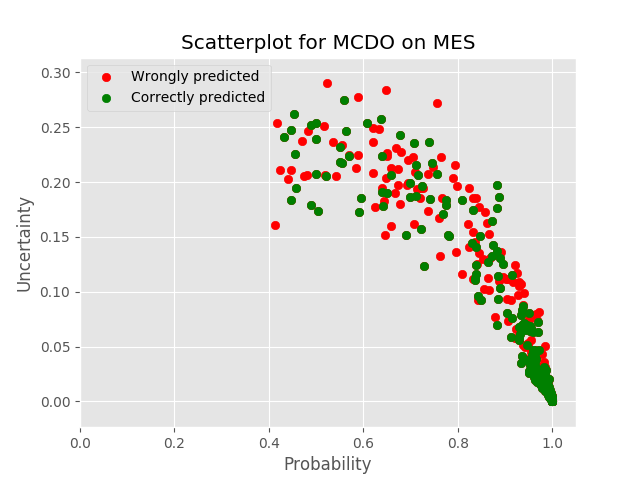 Scatterplot for MCDO on MES
Wrongly predicted
Correctly predicted
0.30
0.25
0.20
0.15
0.10
0.05
0.00
Uncertainty
0.0 0.2 0.4 0.6 0.8 1.0
Probability